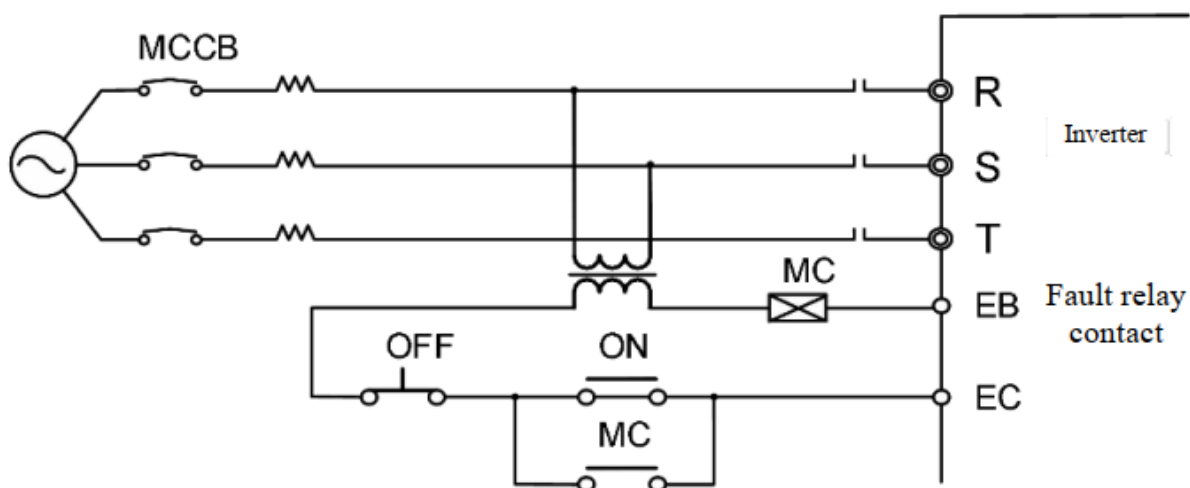 MCCB
R
Inverter
S
T
MC
EB
Fault relay
contact
OFF
ON
EC
MC